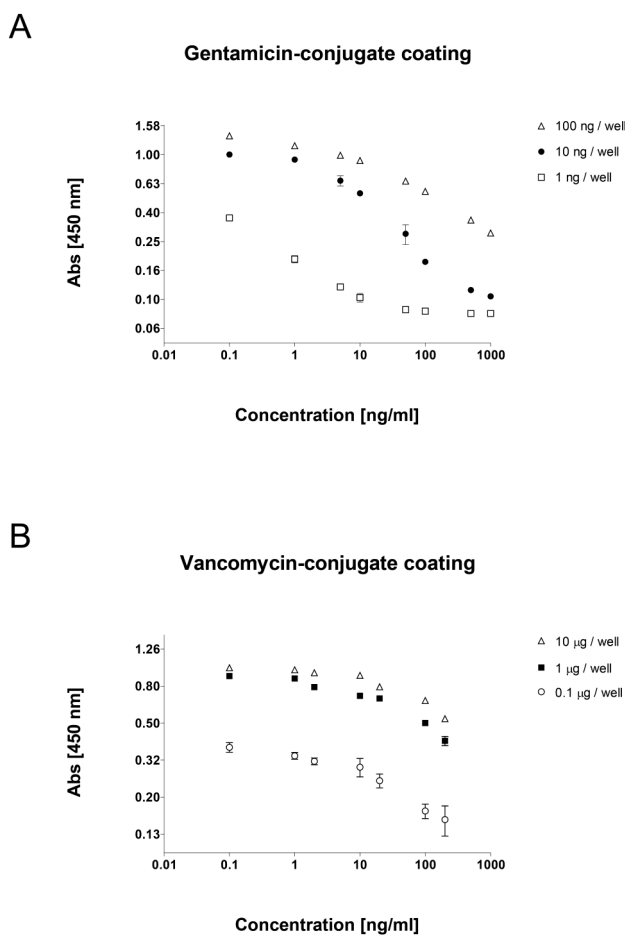 A
Gentamicin-conjugate coating
1.58
1.00
0.63
0.40
0.25
0.16
0.10
0.06
Abs [450 nm]
0.01 0.1 1 10 100 1000
Concentration [ng/ml]
100 ng / well
10 ng / well
1 ng / well
B
Vancomycin-conjugate coating
1.26
0.80
0.50
0.32
0.20
0.13
Abs [450 nm]
0.01 0.1 1 10 100 1000
Concentration [ng/ml]
10 µg / well
1 µg / well
0.1 µg / well